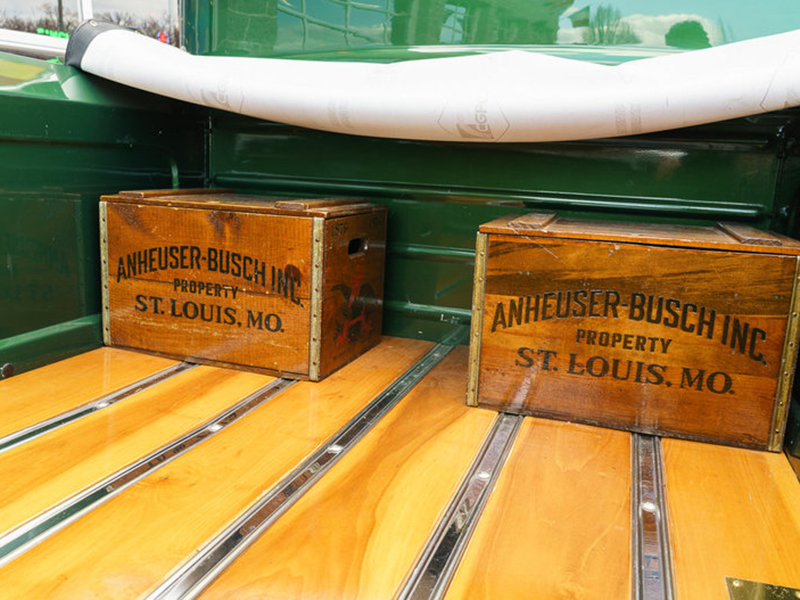 ANHEUSER-BUSCH INC.
PROPERTY
ST. LOUIS, MO.
ANHEUSER-BUSCH INC.
PROPERTY
ST. LOUIS, MO.